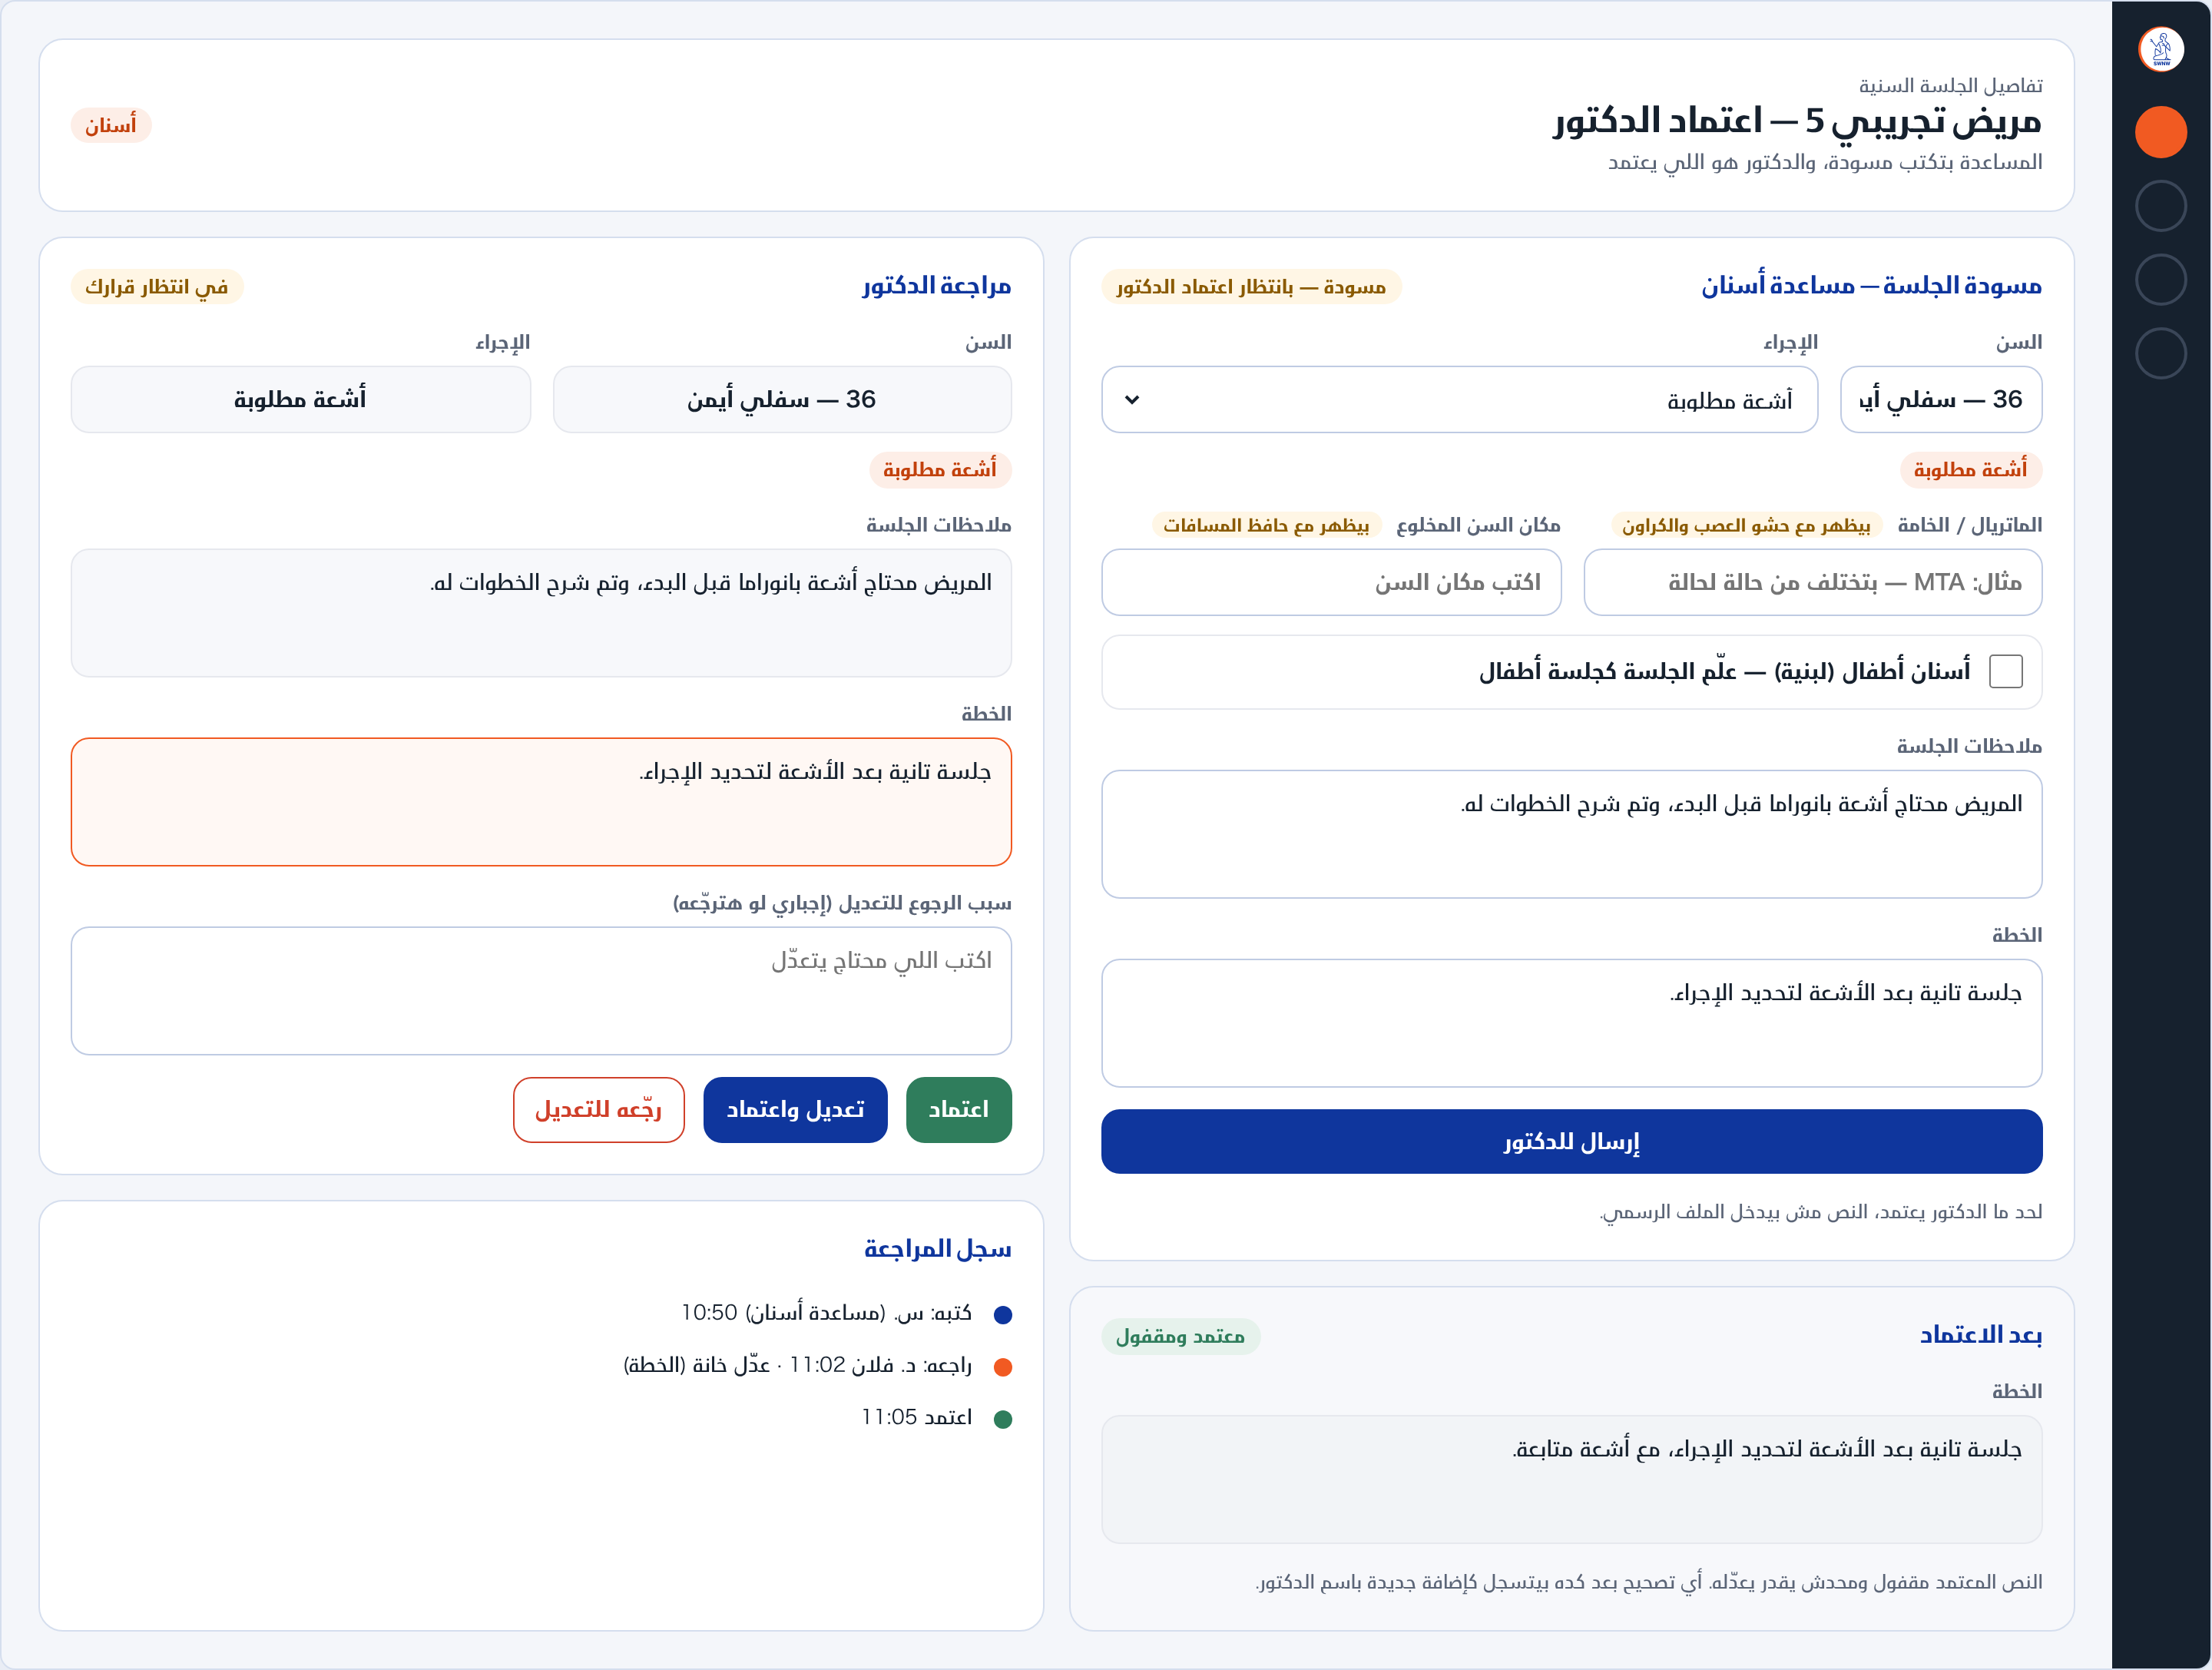 SWNW
تفاصيل الجلسة السنية
مريض تجريبي 5 — اعتماد الدكتور
المساعدة بتكتب مسودة، والدكتور هو اللي يعتمد
أسنان
مسودة الجلسة — مساعدة أسنان
مسودة — بانتظار اعتماد الدكتور
السن
الإجراء
36 — سفلي أيم
أشعة مطلوبة
أشعة مطلوبة
الماتريال / الخامة
بيظهر مع حشو العصب والكراون
مكان السن المخلوع
بيظهر مع حافظ المسافات
مثال: MTA — بتختلف من حالة لحالة
اكتب مكان السن
أسنان أطفال (لبنية) — علّم الجلسة كجلسة أطفال
ملاحظات الجلسة
المريض محتاج أشعة بانوراما قبل البدء، وتم شرح الخطوات له.
الخطة
جلسة تانية بعد الأشعة لتحديد الإجراء.
إرسال للدكتور
لحد ما الدكتور يعتمد، النص مش بيدخل الملف الرسمي.
بعد الاعتماد
معتمد ومقفول
الخطة
جلسة تانية بعد الأشعة لتحديد الإجراء، مع أشعة متابعة.
النص المعتمد مقفول ومحدش يقدر يعدّله. أي تصحيح بعد كده بيتسجل كإضافة جديدة باسم الدكتور.
مراجعة الدكتور
في انتظار قرارك
السن
الإجراء
36 — سفلي أيمن
أشعة مطلوبة
أشعة مطلوبة
ملاحظات الجلسة
المريض محتاج أشعة بانوراما قبل البدء، وتم شرح الخطوات له.
الخطة
جلسة تانية بعد الأشعة لتحديد الإجراء.
سبب الرجوع للتعديل (إجباري لو هترجّعه)
اكتب اللي محتاج يتعدّل
اعتماد
تعديل واعتماد
رجّعه للتعديل
سجل المراجعة
كتبه: س. (مساعدة أسنان) 10:50
راجعه: د. فلان 11:02 · عدّل خانة (الخطة)
اعتمد 11:05